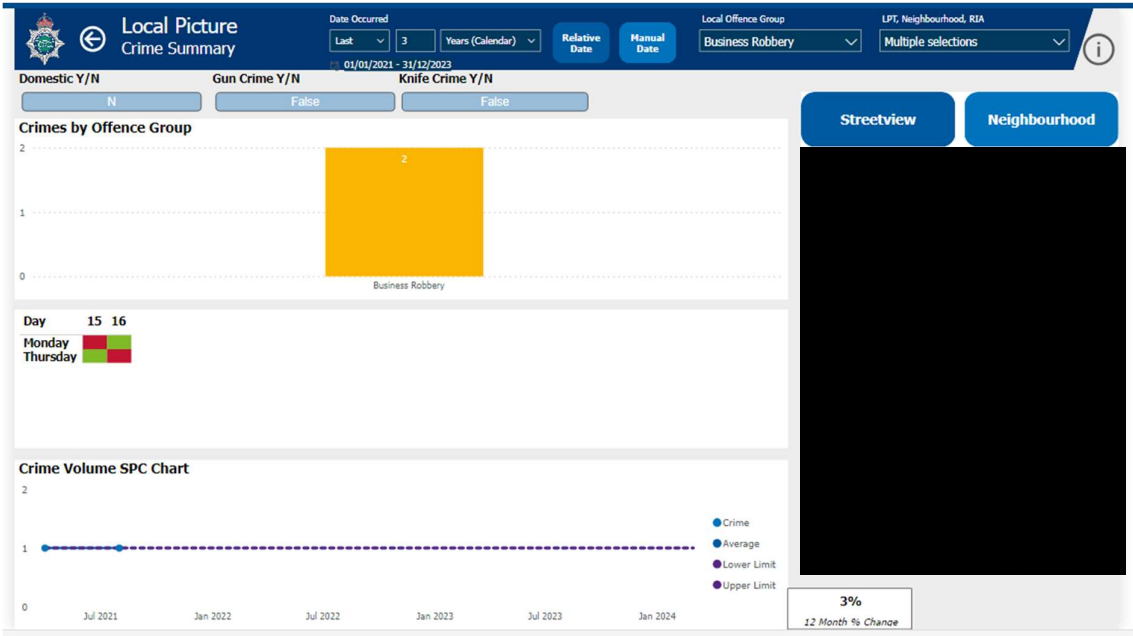 Local Picture
Crime Summary
Date Occurred
Last 3 Years (Calendar)
01/01/2021 - 31/12/2023
Relative
Date
Manual
Date
Local Offence Group
Business Robbery
LPT, Neighbourhood, RIA
Multiple selections
i
Domestic Y/N Gun Crime Y/N Knife Crime Y/N
N False False
Streetview Neighbourhood
Crimes by Offence Group
2
2
1
0
Business Robbery
Day 15 16
Monday
Thursday
Crime Volume SPC Chart
2
1
0
Jul 2021 Jan 2022 Jul 2022 Jan 2023 Jul 2023 Jan 2024
Crime
Average
Lower Limit
Upper Limit
3%
12 Month % Change